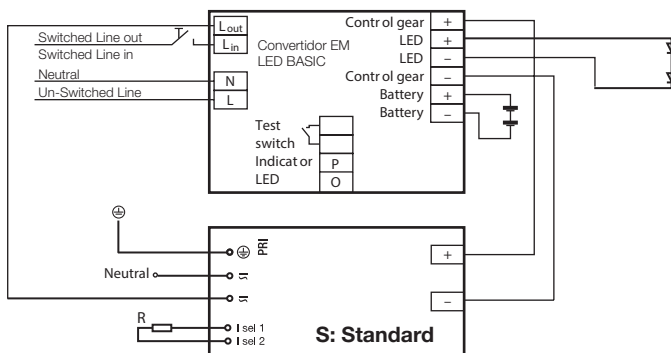 Switched Line out
Switched Line in
Neutral
Un-Switched Line
Lout
Lin
N
L
Convertidor EM
LED BASIC
Control gear +
LED +
LED −
Control gear −
Battery +
Battery −
Test
switch
Indicator P
LED O
PRI
+
Neutral
−
R
I sel 1
I sel 2
S: Standard